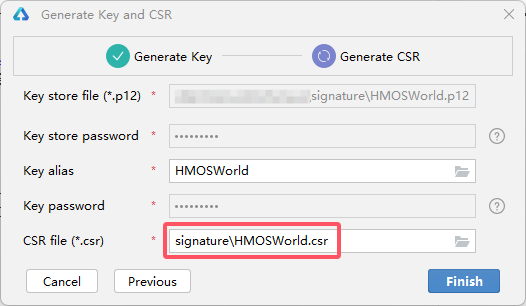 Generate Key and CSR
Generate Key
Generate CSR
Key store file (*.p12) * signature\HMOSWorld.p12
Key store password * ••••••••• ?
Key alias * HMOSWorld
Key password * ••••••••• ?
CSR file (*.csr) * signature\HMOSWorld.csr
Cancel
Previous
Finish